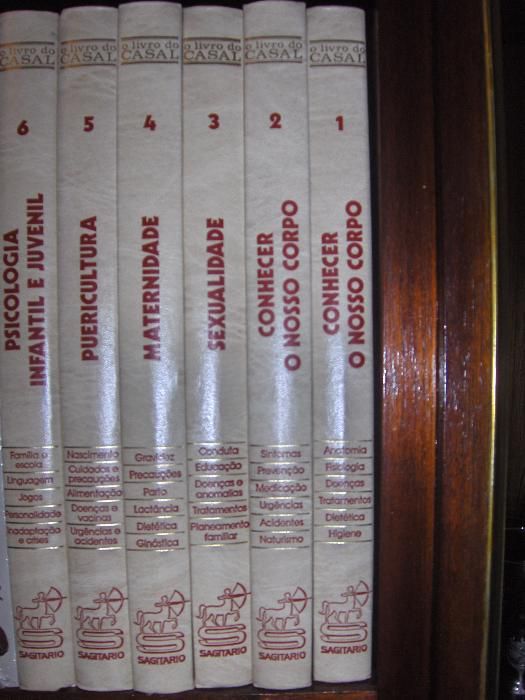 o livro do
CASAL
6
PSICOLOGIA
INFANTIL E JUVENIL
Família e
escola
Linguagem
Jogos
Personalidade
Inadaptação
e crises
SAGITARIO
o livro do
CASAL
5
PUERICULTURA
Nascimento
Cuidados e
precauções
Alimentação
Doenças e
vacinas
Urgências e
acidentes
SAGITARIO
o livro do
CASAL
4
MATERNIDADE
Gravidez
Precauções
Parto
Lactância
Dietética
Ginástica
SAGITARIO
o livro do
CASAL
3
SEXUALIDADE
Conduta
Educação
Doenças e
anomalias
Tratamentos
Planeamento
familiar
SAGITARIO
o livro do
CASAL
2
CONHECER
O NOSSO CORPO
Sintomas
Prevenção
Medicação
Urgências
Acidentes
Naturismo
SAGITARIO
o livro do
CASAL
1
CONHECER
O NOSSO CORPO
Anatomia
Fisiologia
Doenças
Tratamentos
Dietética
Higiene
SAGITARIO